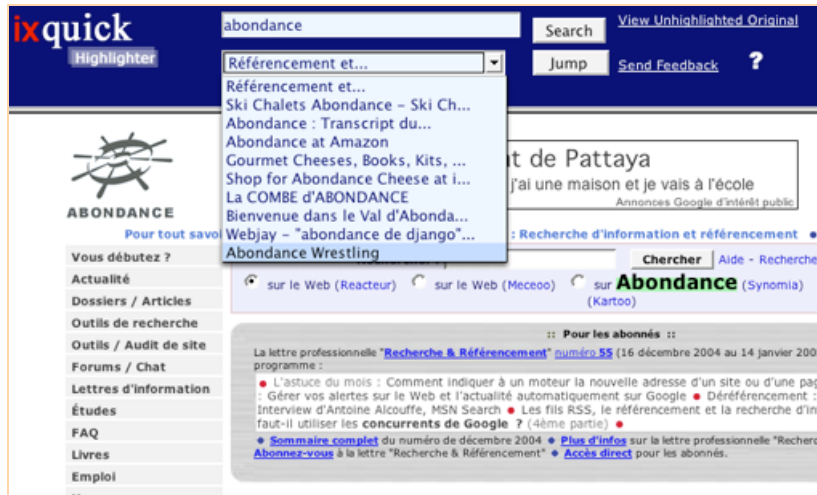 ixquick
Highlighter
abondance
Search
View Unhighlighted Original
Référencement et...
Jump
Send Feedback
?
Référencement et...
Ski Chalets Abondance – Ski Ch...
Abondance : Transcript du...
Abondance at Amazon
Gourmet Cheeses, Books, Kits, ...
Shop for Abondance Cheese at i...
La COMBE d'ABONDANCE
Bienvenue dans le Val d'Abonda...
Webjay – "abondance de django"...
Abondance Wrestling
ABONDANCE
t de Pattaya
j'ai une maison et je vais à l'école
Annonces Google d'intérêt public
Pour tout savoi
: Recherche d'information et référencement
Chercher Aide - Recherche
sur le Web (Reacteur) sur le Web (Meceoo) sur Abondance (Synomia)
(Kartoo)
Vous débutez ?
Actualité
Dossiers / Articles
Outils de recherche
Outils / Audit de site
Forums / Chat
Lettres d'information
Études
FAQ
Livres
Emploi
:: Pour les abonnés ::
La lettre professionnelle "Recherche & Référencement" numéro 55 (16 décembre 2004 au 14 janvier 200
programme :
● L'astuce du mois : Comment indiquer à un moteur la nouvelle adresse d'un site ou d'une pag
: Gérer vos alertes sur le Web et l'actualité automatiquement sur Google ● Déréférencement :
Interview d'Antoine Alcouffe, MSN Search ● Les fils RSS, le référencement et la recherche d'in
faut-il utiliser les concurrents de Google ? (4ème partie) ●
Sommaire complet du numéro de décembre 2004 Plus d'infos sur la lettre professionnelle "Recherc
Abonnez-vous à la lettre "Recherche & Référencement" Accès direct pour les abonnés.